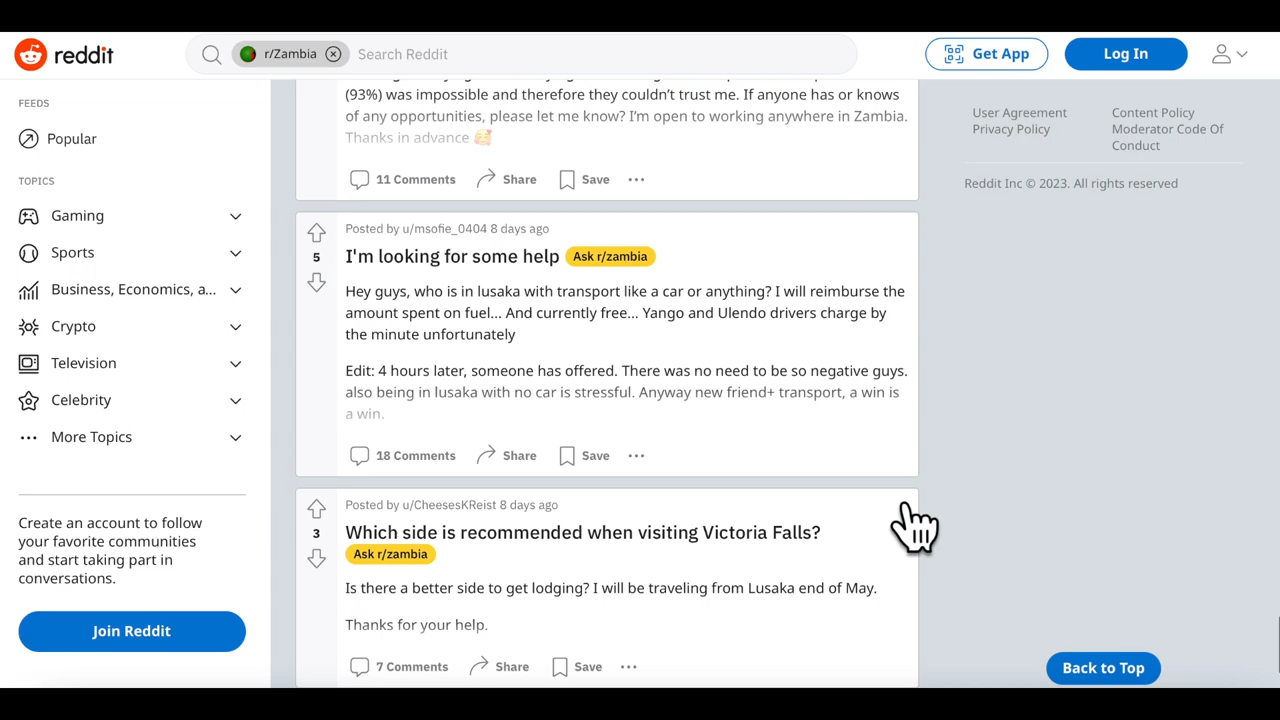 reddit
r/Zambia
Search Reddit
Get App
Log In
FEEDS
Popular
TOPICS
Gaming
Sports
Business, Economics, a...
Crypto
Television
Celebrity
More Topics
Create an account to follow
your favorite communities
and start taking part in
conversations.
Join Reddit
(93%) was impossible and therefore they couldn't trust me. If anyone has or knows
of any opportunities, please let me know? I'm open to working anywhere in Zambia.
Thanks in advance 🥰
11 Comments Share Save
Posted by u/msofie_0404 8 days ago
5
I'm looking for some help Ask r/zambia
Hey guys, who is in lusaka with transport like a car or anything? I will reimburse the
amount spent on fuel... And currently free... Yango and Ulendo drivers charge by
the minute unfortunately
Edit: 4 hours later, someone has offered. There was no need to be so negative guys.
also being in lusaka with no car is stressful. Anyway new friend+ transport, a win is
a win.
18 Comments Share Save
Posted by u/CheesesKReist 8 days ago
3
Which side is recommended when visiting Victoria Falls?
Ask r/zambia
Is there a better side to get lodging? I will be traveling from Lusaka end of May.
Thanks for your help.
7 Comments Share Save
User Agreement
Privacy Policy
Content Policy
Moderator Code Of
Conduct
Reddit Inc © 2023. All rights reserved
Back to Top